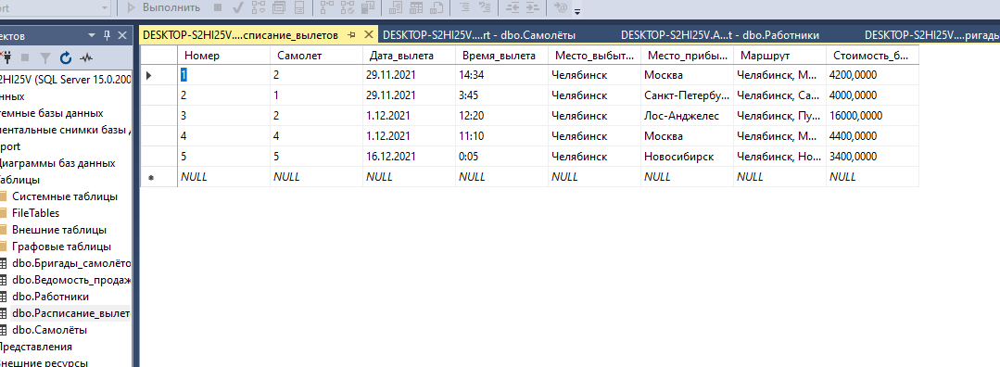 rt
Выполнить
ектов
2HI25V (SQL Server 15.0.200
нных
темные базы данных
ментальные снимки базы д
port
Диаграммы баз данных
Таблицы
Системные таблицы
FileTables
Внешние таблицы
Графовые таблицы
dbo.Бригады_самолёто
dbo.Ведомость_продаж
dbo.Работники
dbo.Расписание_вылет
dbo.Самолёты
Представления
Внешние ресурсы
DESKTOP-S2HI25V....списание_вылетов DESKTOP-S2HI25V....rt - dbo.Самолёты DESKTOP-S2HI25V.A...t - dbo.Работники DESKTOP-S2HI25V....ригады
Номер Самолет Дата_вылета Время_вылета Место_выбыт... Место_прибы... Маршрут Стоимость_б...
1 2 29.11.2021 14:34 Челябинск Москва Челябинск, М... 4200,0000
2 1 29.11.2021 3:45 Челябинск Санкт-Петербу... Челябинск, Са... 4000,0000
3 2 1.12.2021 12:20 Челябинск Лос-Анджелес Челябинск, Пу... 16000,0000
4 4 1.12.2021 11:10 Челябинск Москва Челябинск, М... 4400,0000
5 5 16.12.2021 0:05 Челябинск Новосибирск Челябинск, Но... 3400,0000
NULL NULL NULL NULL NULL NULL NULL NULL